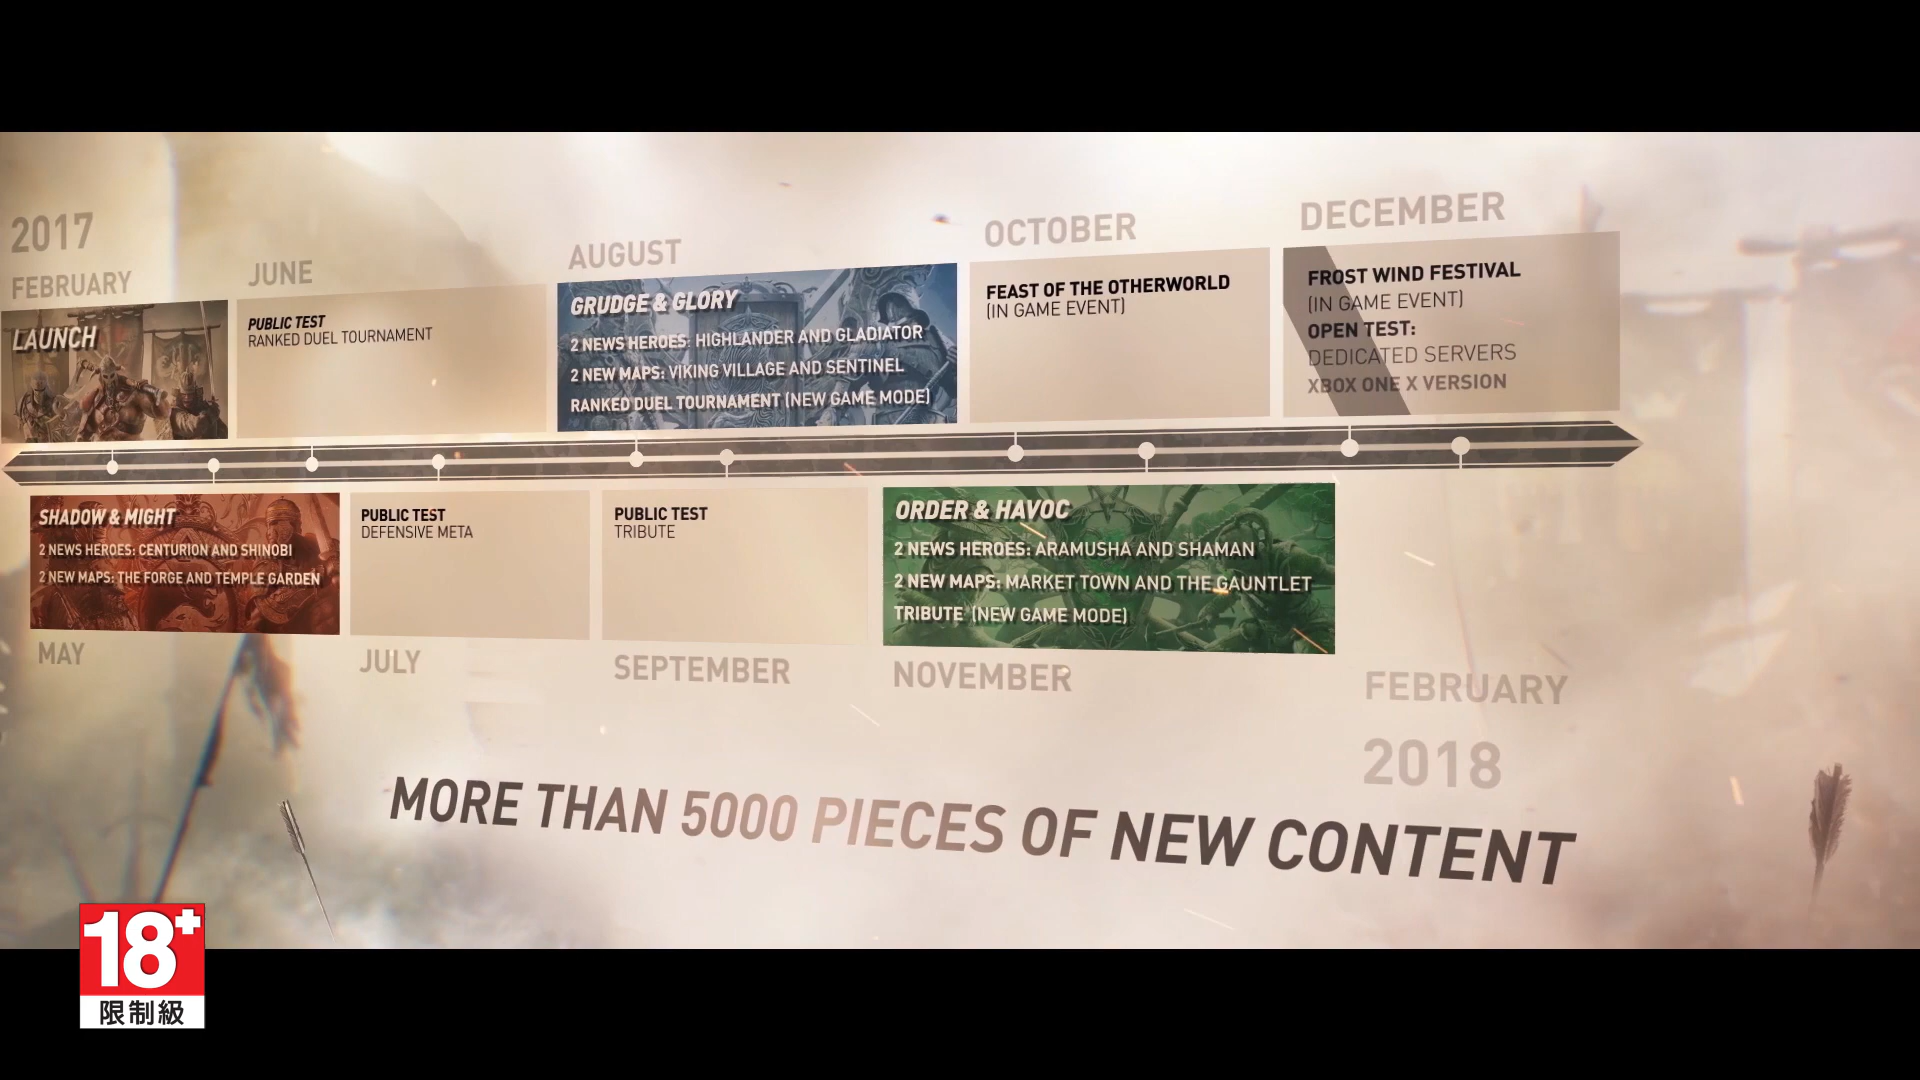 2017
FEBRUARY
LAUNCH
JUNE
PUBLIC TEST
RANKED DUEL TOURNAMENT
AUGUST
GRUDGE & GLORY
2 NEWS HEROES: HIGHLANDER AND GLADIATOR
2 NEW MAPS: VIKING VILLAGE AND SENTINEL
RANKED DUEL TOURNAMENT (NEW GAME MODE)
OCTOBER
FEAST OF THE OTHERWORLD
(IN GAME EVENT)
DECEMBER
FROST WIND FESTIVAL
(IN GAME EVENT)
OPEN TEST:
DEDICATED SERVERS
XBOX ONE X VERSION
SHADOW & MIGHT
2 NEWS HEROES: CENTURION AND SHINOBI
2 NEW MAPS: THE FORGE AND TEMPLE GARDEN
MAY
PUBLIC TEST
DEFENSIVE META
JULY
PUBLIC TEST
TRIBUTE
SEPTEMBER
ORDER & HAVOC
2 NEWS HEROES: ARAMUSHA AND SHAMAN
2 NEW MAPS: MARKET TOWN AND THE GAUNTLET
TRIBUTE (NEW GAME MODE)
NOVEMBER
FEBRUARY
2018
MORE THAN 5000 PIECES OF NEW CONTENT
18+
限制級